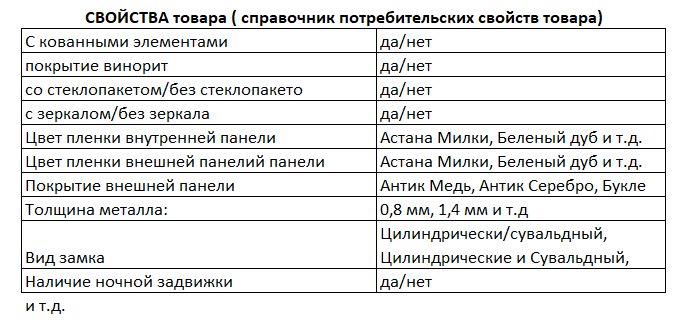 СВОЙСТВА товара ( справочник потребительских свойств товара)
С кованными элементами да/нет
покрытие винорит да/нет
со стеклопакетом/без стеклопакето да/нет
с зеркалом/без зеркала да/нет
Цвет пленки внутренней панели Астана Милки, Беленый дуб и т.д.
Цвет пленки внешней панелий панели Астана Милки, Беленый дуб и т.д.
Покрытие внешней панели Антик Медь, Антик Серебро, Букле
Толщина металла: 0,8 мм, 1,4 мм и т.д
Цилиндрически/сувальдный,
Вид замка Цилиндрические и Сувальдный,
Наличие ночной задвижки да/нет
и т.д.